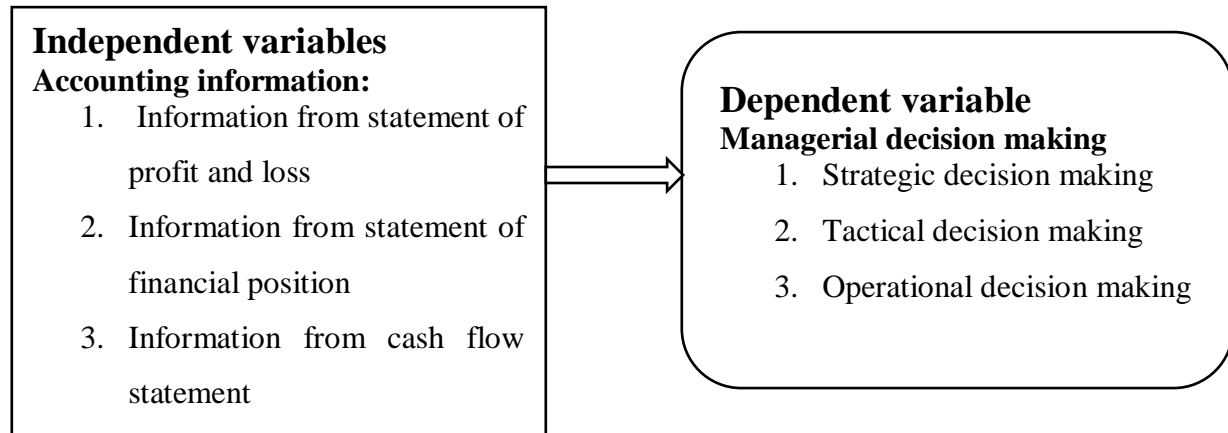 Independent variables
Accounting information:
1. Information from statement of
profit and loss
2. Information from statement of
financial position
3. Information from cash flow
statement
Dependent variable
Managerial decision making
1. Strategic decision making
2. Tactical decision making
3. Operational decision making